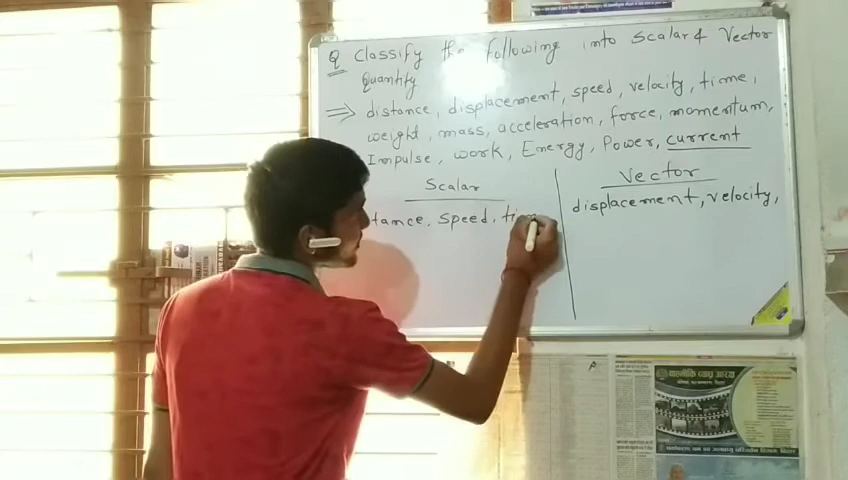 Q Classify the following into Scalar & Vector
Quantity
⇒ distance, displacement, speed, velocity, time,
weight, mass, acceleration, force, momentum,
Impulse, work, Energy, Power, current
Scalar
Vector
tance, speed, ti
displacement, velocity,